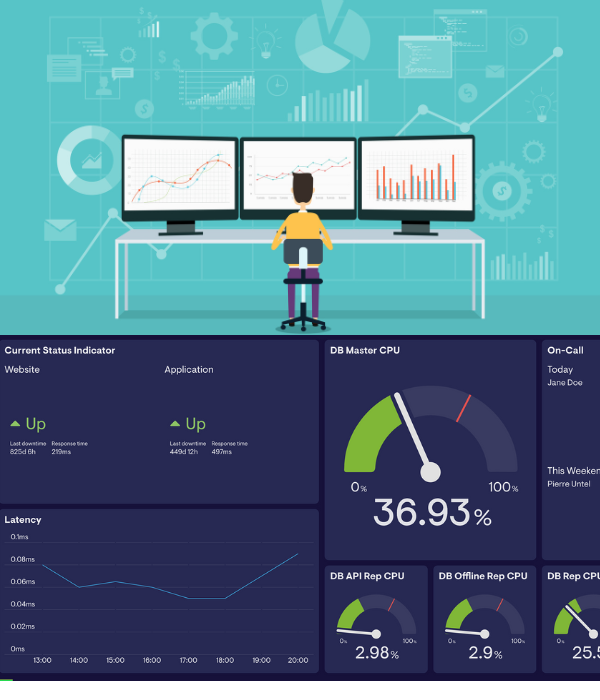 Current Status Indicator
Website
Application
Up
Up
Last downtime Response time
825d 6h 219ms
Last downtime Response time
449d 12h 497ms
DB Master CPU
0%
100%
36.93%
On-Call
Today
Jane Doe
This Weeken
Pierre Untel
Latency
0.1ms
0.08ms
0.06ms
0.04ms
0.02ms
0ms
13:00 14:00 15:00 16:00 17:00 18:00 19:00 20:00
DB API Rep CPU
0% 100%
2.98%
DB Offline Rep CPU
0% 100%
2.9%
DB Rep CPU
0%
25.5